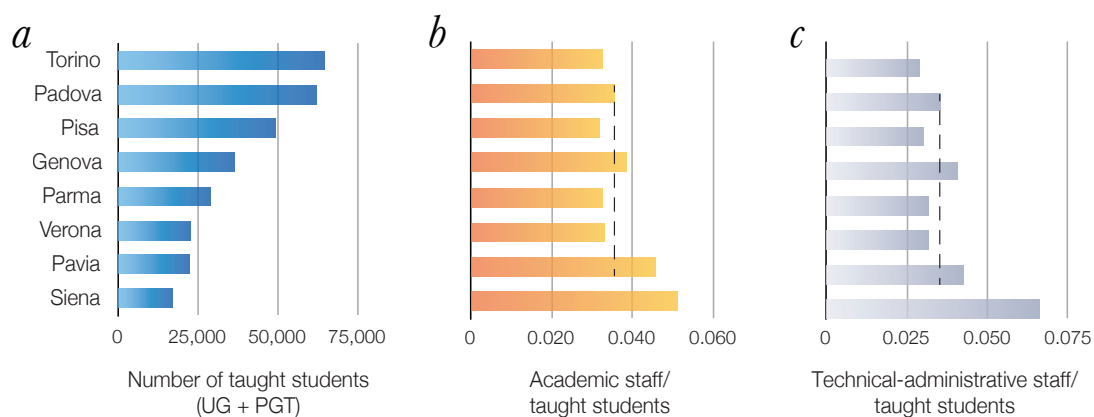 a
b
c
Torino
Padova
Pisa
Genova
Parma
Verona
Pavia
Siena
0 25,000 50,000 75,000
0 0.020 0.040 0.060
0 0.025 0.050 0.075
Number of taught students
(UG + PGT)
Academic staff/
taught students
Technical-administrative staff/
taught students